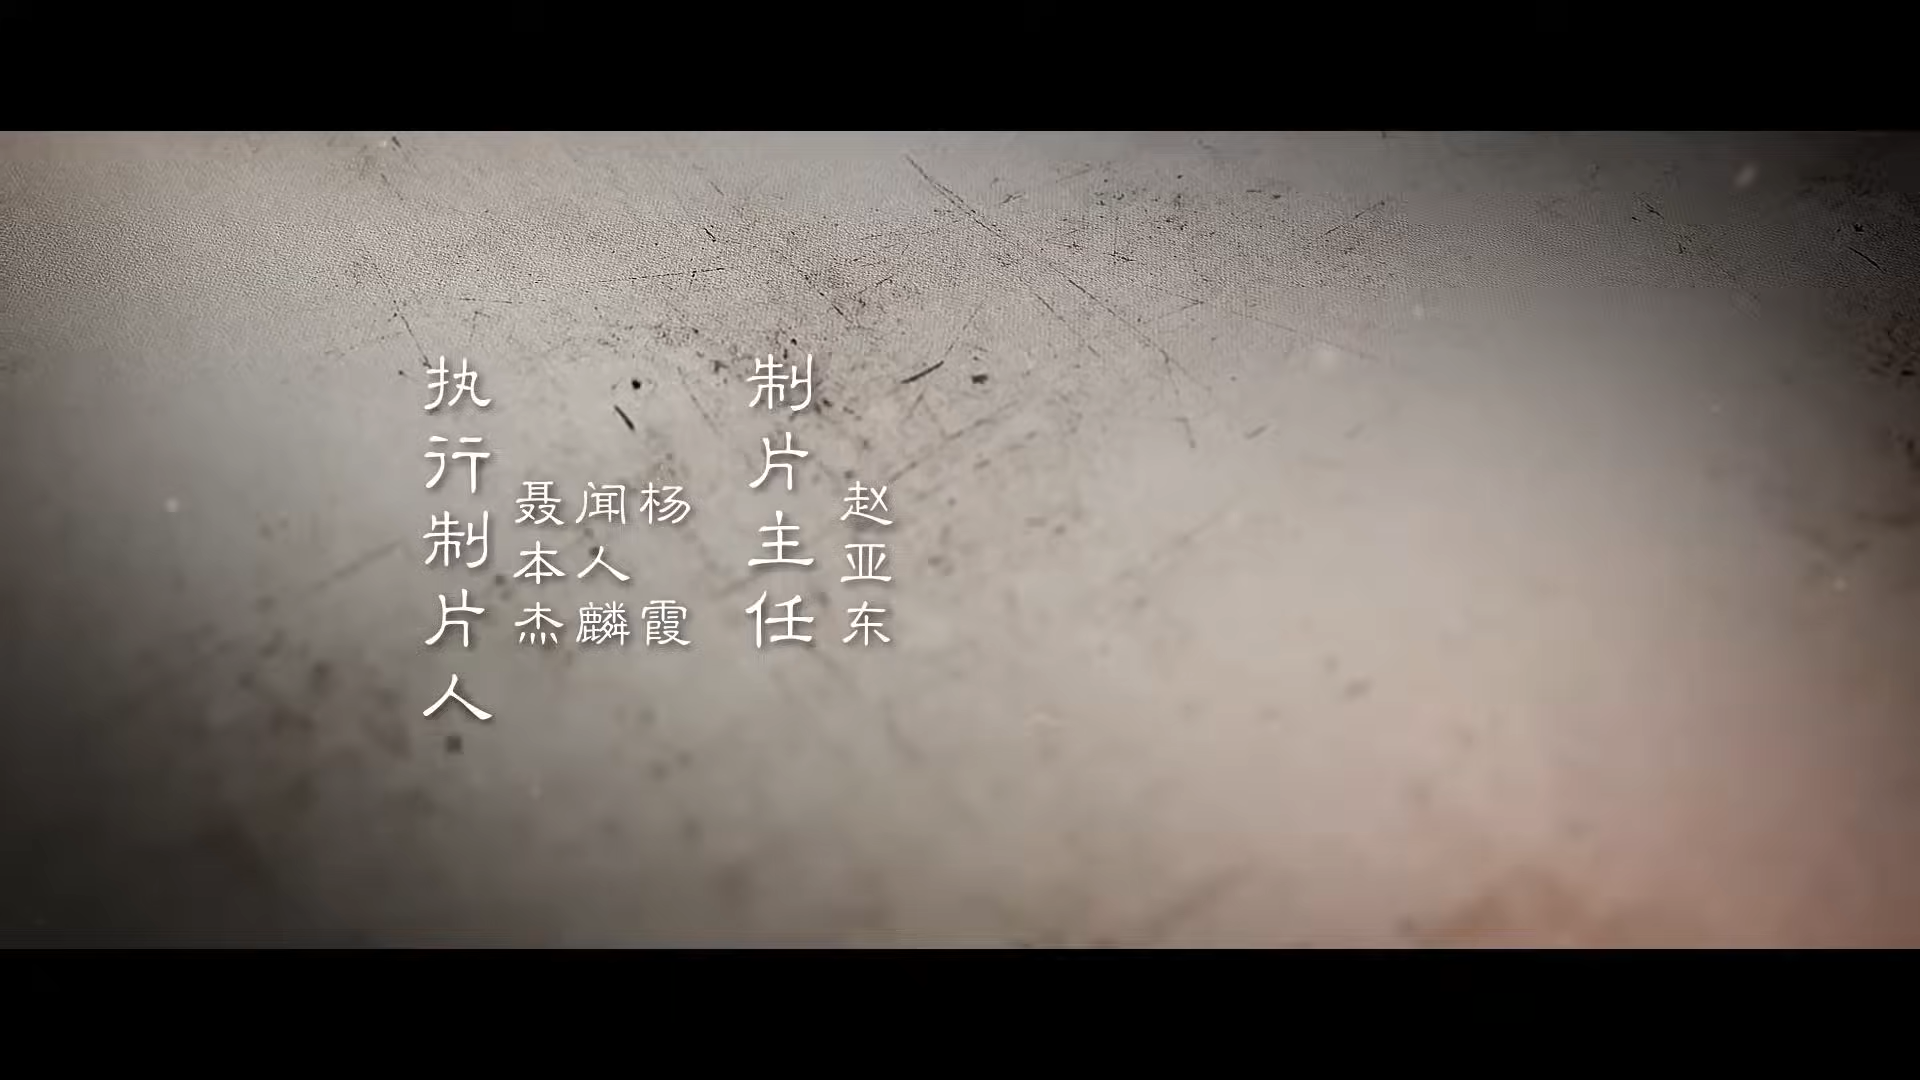 执行制片人
聂本杰
闻人麟
杨霞
制片主任
赵亚东